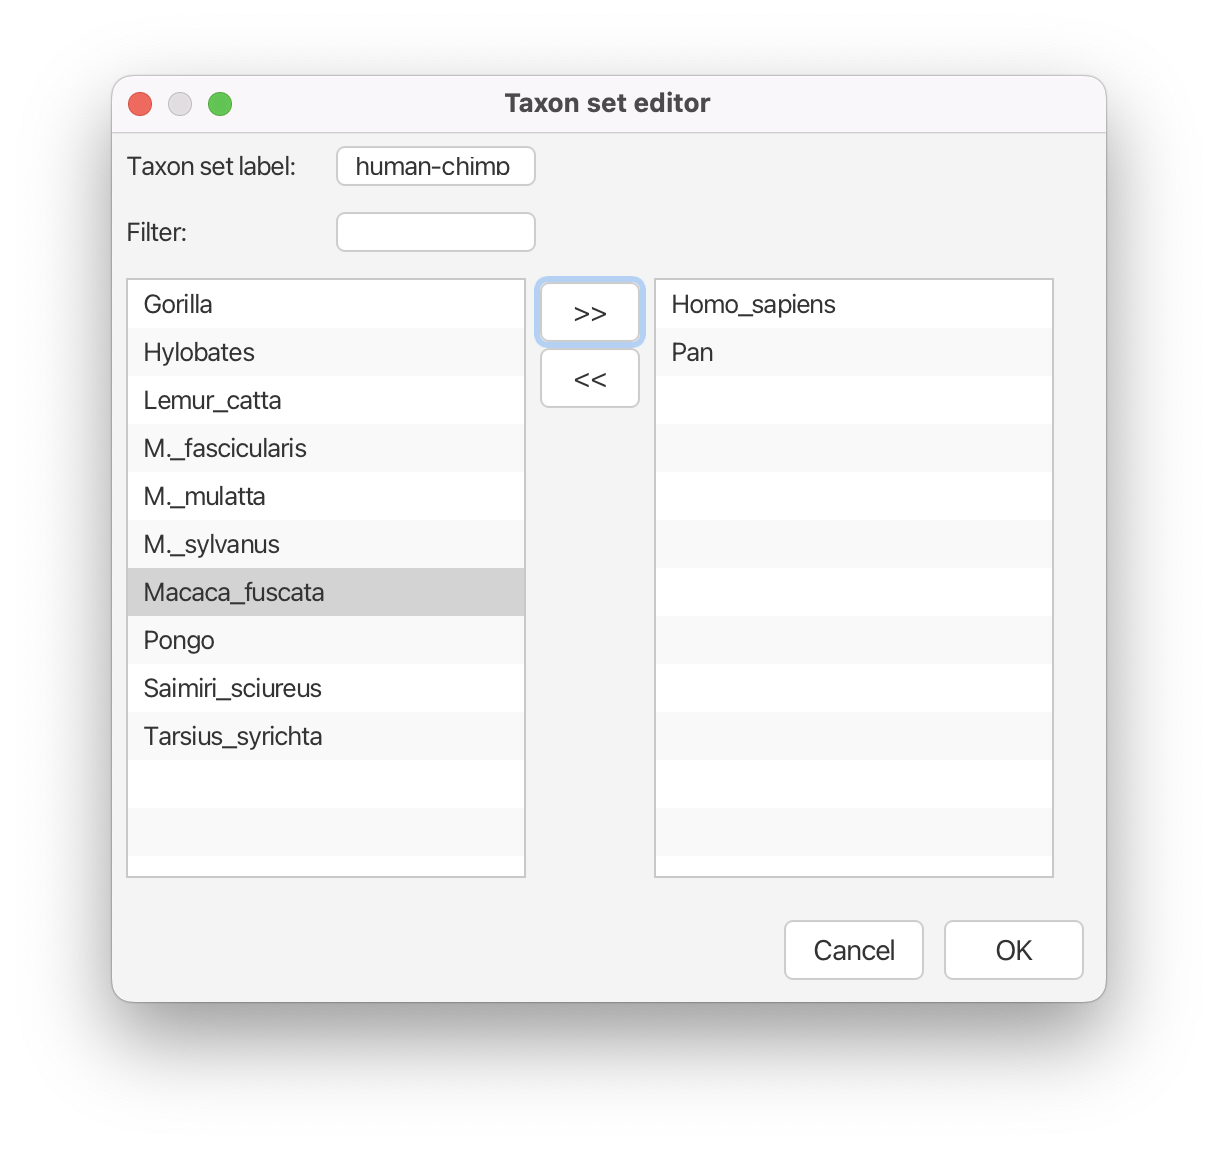 Taxon set editor
Taxon set label: human-chimp
Filter:
Gorilla
Hylobates
Lemur_catta
M._fascicularis
M._mulatta
M._sylvanus
Macaca_fuscata
Pongo
Saimiri_sciureus
Tarsius_syrichta
>>
<<
Homo_sapiens
Pan
Cancel
OK